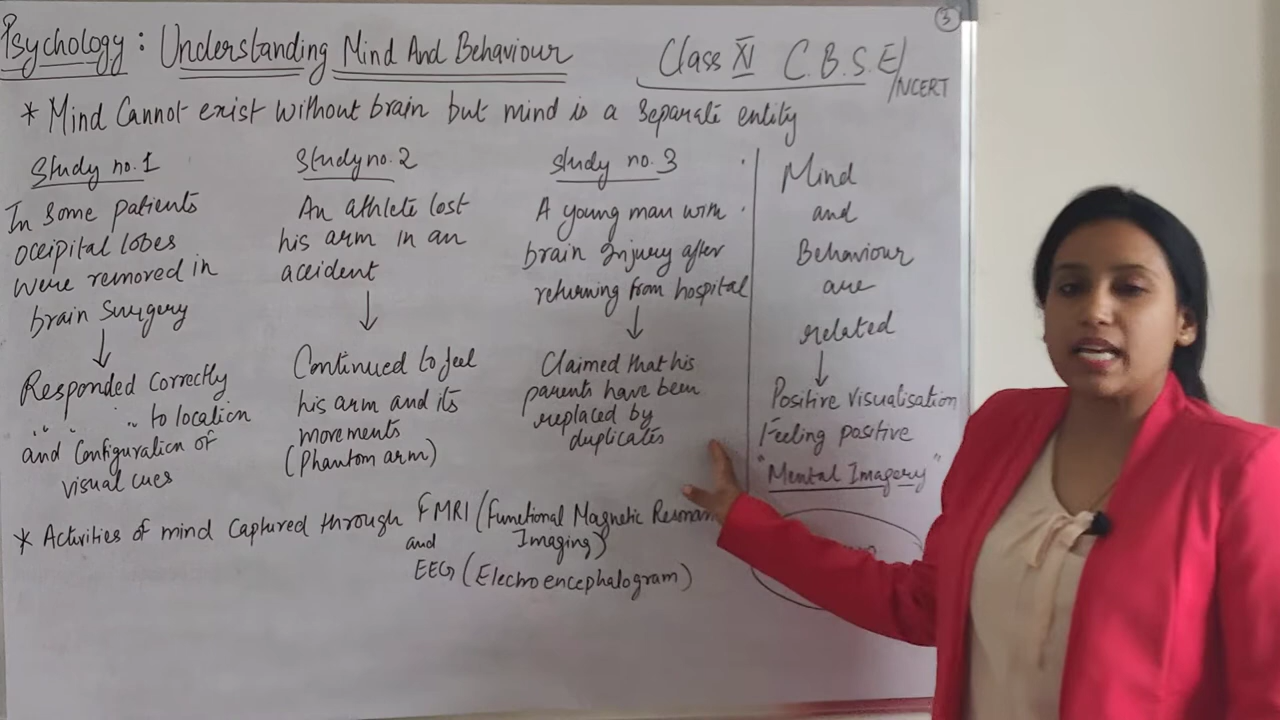 3
Psychology: Understanding Mind And Behaviour
Class XI C.B.S.E/
NCERT
* Mind Cannot exist without brain but mind is a separate entity
Study no. 1
In some patients
occipital lobes
were removed in
brain surgery
Responded correctly
" " " to location
and configuration of
visual cues
Study no. 2
An athlete lost
his arm in an
accident
Continued to feel
his arm and its
movements
(Phantom arm)
Study no. 3
A young man with
brain injury after
returning from hospital
Claimed that his
parents have been
replaced by
duplicates
Mind
and
Behaviour
are
related
Positive visualisation
Feeling positive
"Mental Imagery"
* Activities of mind captured through FMRI (Functional Magnetic
Imaging)
and
EEG (Electroencephalogram)